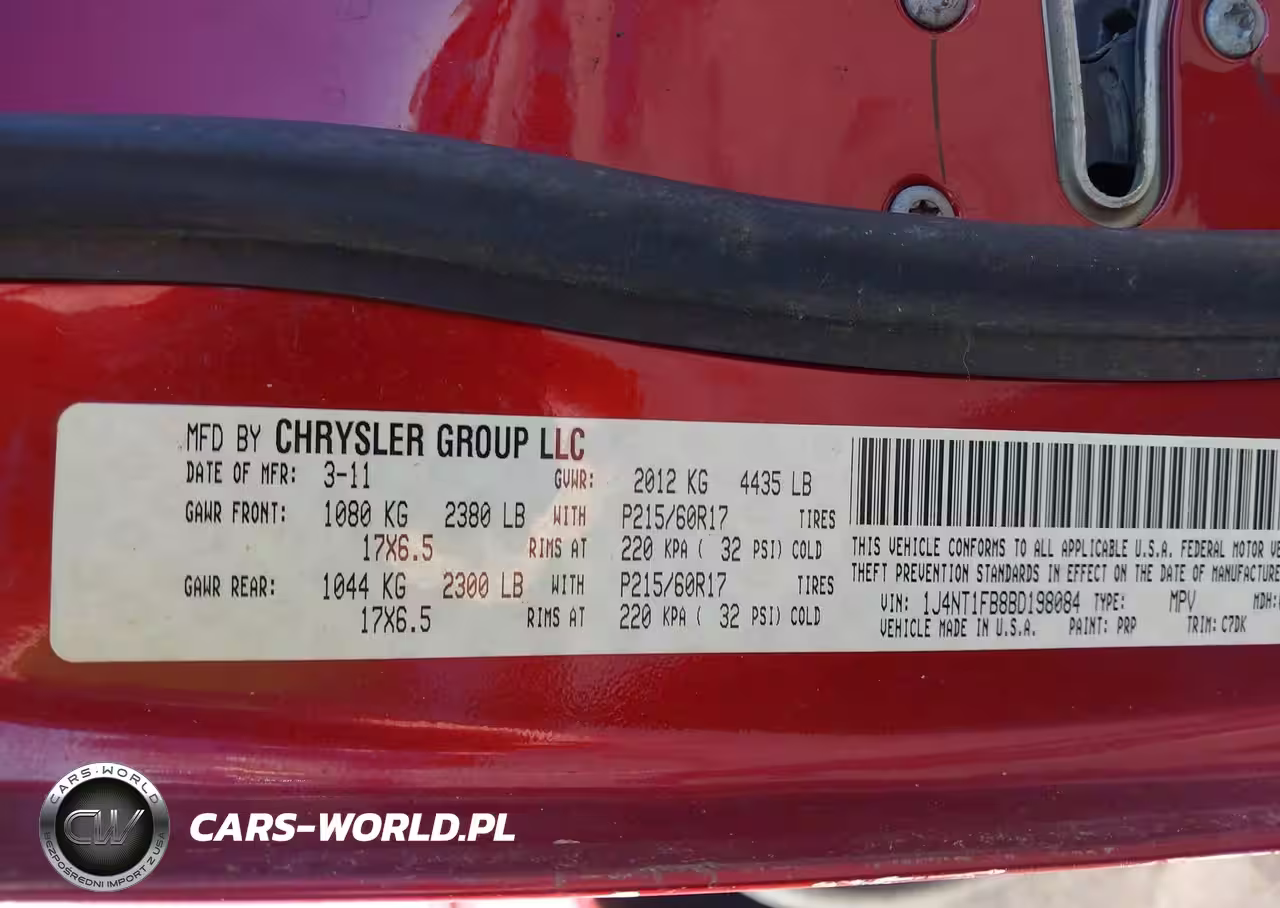 MFD BY CHRYSLER GROUP LLC
DATE OF MFR: 3-11 GVWR: 2012 KG 4435 LB
GAWR FRONT: 1080 KG 2380 LB WITH P215/60R17 TIRES
17X6.5 RIMS AT 220 KPA ( 32 PSI) COLD
GAWR REAR: 1044 KG 2300 LB WITH P215/60R17 TIRES
17X6.5 RIMS AT 220 KPA ( 32 PSI) COLD
THIS VEHICLE CONFORMS TO ALL APPLICABLE U.S.A. FEDERAL MOTOR
THEFT PREVENTION STANDARDS IN EFFECT ON THE DATE OF MANUFACTURE
VIN: 1J4NT1FB8BD198084 TYPE: MPV MDH:
VEHICLE MADE IN U.S.A. PAINT: PRP TRIM: C7DK
CARS-WORLD
CW
BEZPOŚREDNI IMPORT Z USA
CARS-WORLD.PL